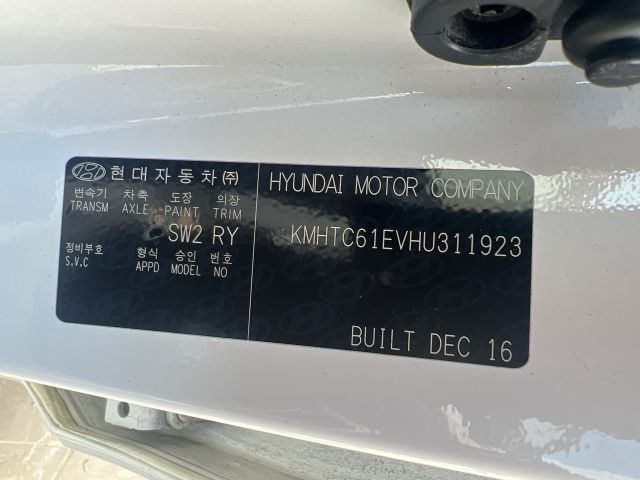 현대자동차㈜
변속기 차축 도장 의장
TRANSM AXLE PAINT TRIM
SW2 RY
정비부호 형식 승인 번호
S.V.C APPD MODEL NO
HYUNDAI MOTOR COMPANY
KMHTC61EVHU311923
BUILT DEC 16